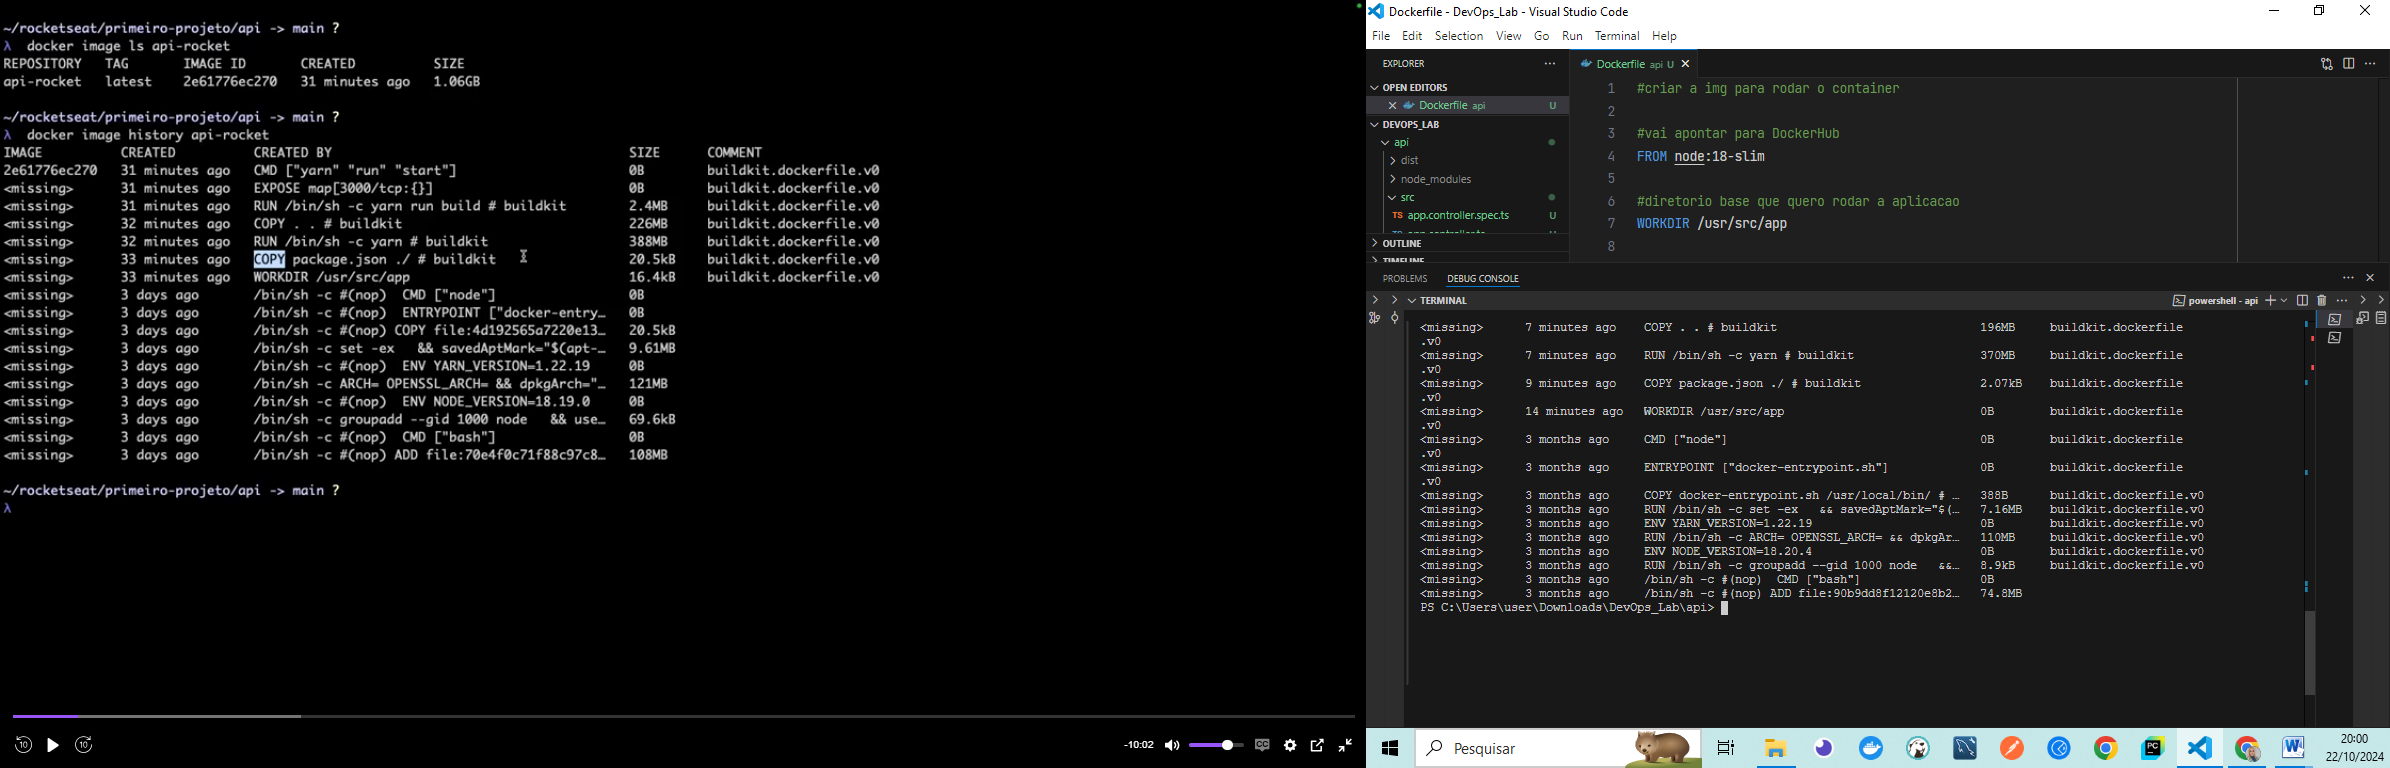 ~/rocketseat/primeiro-projeto/api -> main ?
λ docker image ls api-rocket
REPOSITORY TAG IMAGE ID CREATED SIZE
api-rocket latest 2e61776ec270 31 minutes ago 1.06GB
~/rocketseat/primeiro-projeto/api -> main ?
λ docker image history api-rocket
IMAGE CREATED CREATED BY SIZE COMMENT
2e61776ec270 31 minutes ago CMD ["yarn" "run" "start"] 0B buildkit.dockerfile.v0
<missing> 31 minutes ago EXPOSE map[3000/tcp:{}] 0B buildkit.dockerfile.v0
<missing> 31 minutes ago RUN /bin/sh -c yarn run build # buildkit 2.4MB buildkit.dockerfile.v0
<missing> 32 minutes ago COPY . . # buildkit 226MB buildkit.dockerfile.v0
<missing> 32 minutes ago RUN /bin/sh -c yarn # buildkit 388MB buildkit.dockerfile.v0
<missing> 33 minutes ago COPY package.json ./ # buildkit 20.5kB buildkit.dockerfile.v0
<missing> 33 minutes ago WORKDIR /usr/src/app 16.4kB buildkit.dockerfile.v0
<missing> 3 days ago /bin/sh -c #(nop) CMD ["node"] 0B
<missing> 3 days ago /bin/sh -c #(nop) ENTRYPOINT ["docker-entry… 0B
<missing> 3 days ago /bin/sh -c #(nop) COPY file:4d192565a7220e13… 20.5kB
<missing> 3 days ago /bin/sh -c set -ex && savedAptMark="$(apt-… 9.61MB
<missing> 3 days ago /bin/sh -c #(nop) ENV YARN_VERSION=1.22.19 0B
<missing> 3 days ago /bin/sh -c ARCH= OPENSSL_ARCH= && dpkgArch="… 121MB
<missing> 3 days ago /bin/sh -c #(nop) ENV NODE_VERSION=18.19.0 0B
<missing> 3 days ago /bin/sh -c groupadd --gid 1000 node && use… 69.6kB
<missing> 3 days ago /bin/sh -c #(nop) CMD ["bash"] 0B
<missing> 3 days ago /bin/sh -c #(nop) ADD file:70e4f0c71f88c97c8… 108MB
~/rocketseat/primeiro-projeto/api -> main ?
λ
10 10 -10:02 CC
Dockerfile - DevOps_Lab - Visual Studio Code
File Edit Selection View Go Run Terminal Help
EXPLORER ...
OPEN EDITORS
Dockerfile api U
DEVOPS_LAB
api
dist
node_modules
src
TS app.controller.spec.ts U
OUTLINE
TIMELINE
Dockerfile api U
1 #criar a img para rodar o container
2
3 #vai apontar para DockerHub
4 FROM node:18-slim
5
6 #diretorio base que quero rodar a aplicacao
7 WORKDIR /usr/src/app
8
PROBLEMS DEBUG CONSOLE
TERMINAL powershell - api
<missing> 7 minutes ago COPY . . # buildkit 196MB buildkit.dockerfile
.v0
<missing> 7 minutes ago RUN /bin/sh -c yarn # buildkit 370MB buildkit.dockerfile
.v0
<missing> 9 minutes ago COPY package.json ./ # buildkit 2.07kB buildkit.dockerfile
.v0
<missing> 14 minutes ago WORKDIR /usr/src/app 0B buildkit.dockerfile
.v0
<missing> 3 months ago CMD ["node"] 0B buildkit.dockerfile
.v0
<missing> 3 months ago ENTRYPOINT ["docker-entrypoint.sh"] 0B buildkit.dockerfile
.v0
<missing> 3 months ago COPY docker-entrypoint.sh /usr/local/bin/ # … 388B buildkit.dockerfile.v0
<missing> 3 months ago RUN /bin/sh -c set -ex && savedAptMark="$(… 7.16MB buildkit.dockerfile.v0
<missing> 3 months ago ENV YARN_VERSION=1.22.19 0B buildkit.dockerfile.v0
<missing> 3 months ago RUN /bin/sh -c ARCH= OPENSSL_ARCH= && dpkgAr… 110MB buildkit.dockerfile.v0
<missing> 3 months ago ENV NODE_VERSION=18.20.4 0B buildkit.dockerfile.v0
<missing> 3 months ago RUN /bin/sh -c groupadd --gid 1000 node &&… 8.9kB buildkit.dockerfile.v0
<missing> 3 months ago /bin/sh -c #(nop) CMD ["bash"] 0B
<missing> 3 months ago /bin/sh -c #(nop) ADD file:90b9dd8f12120e8b2… 74.8MB
PS C:\Users\user\Downloads\DevOps_Lab\api>
Pesquisar
PC
W
20:00
22/10/2024